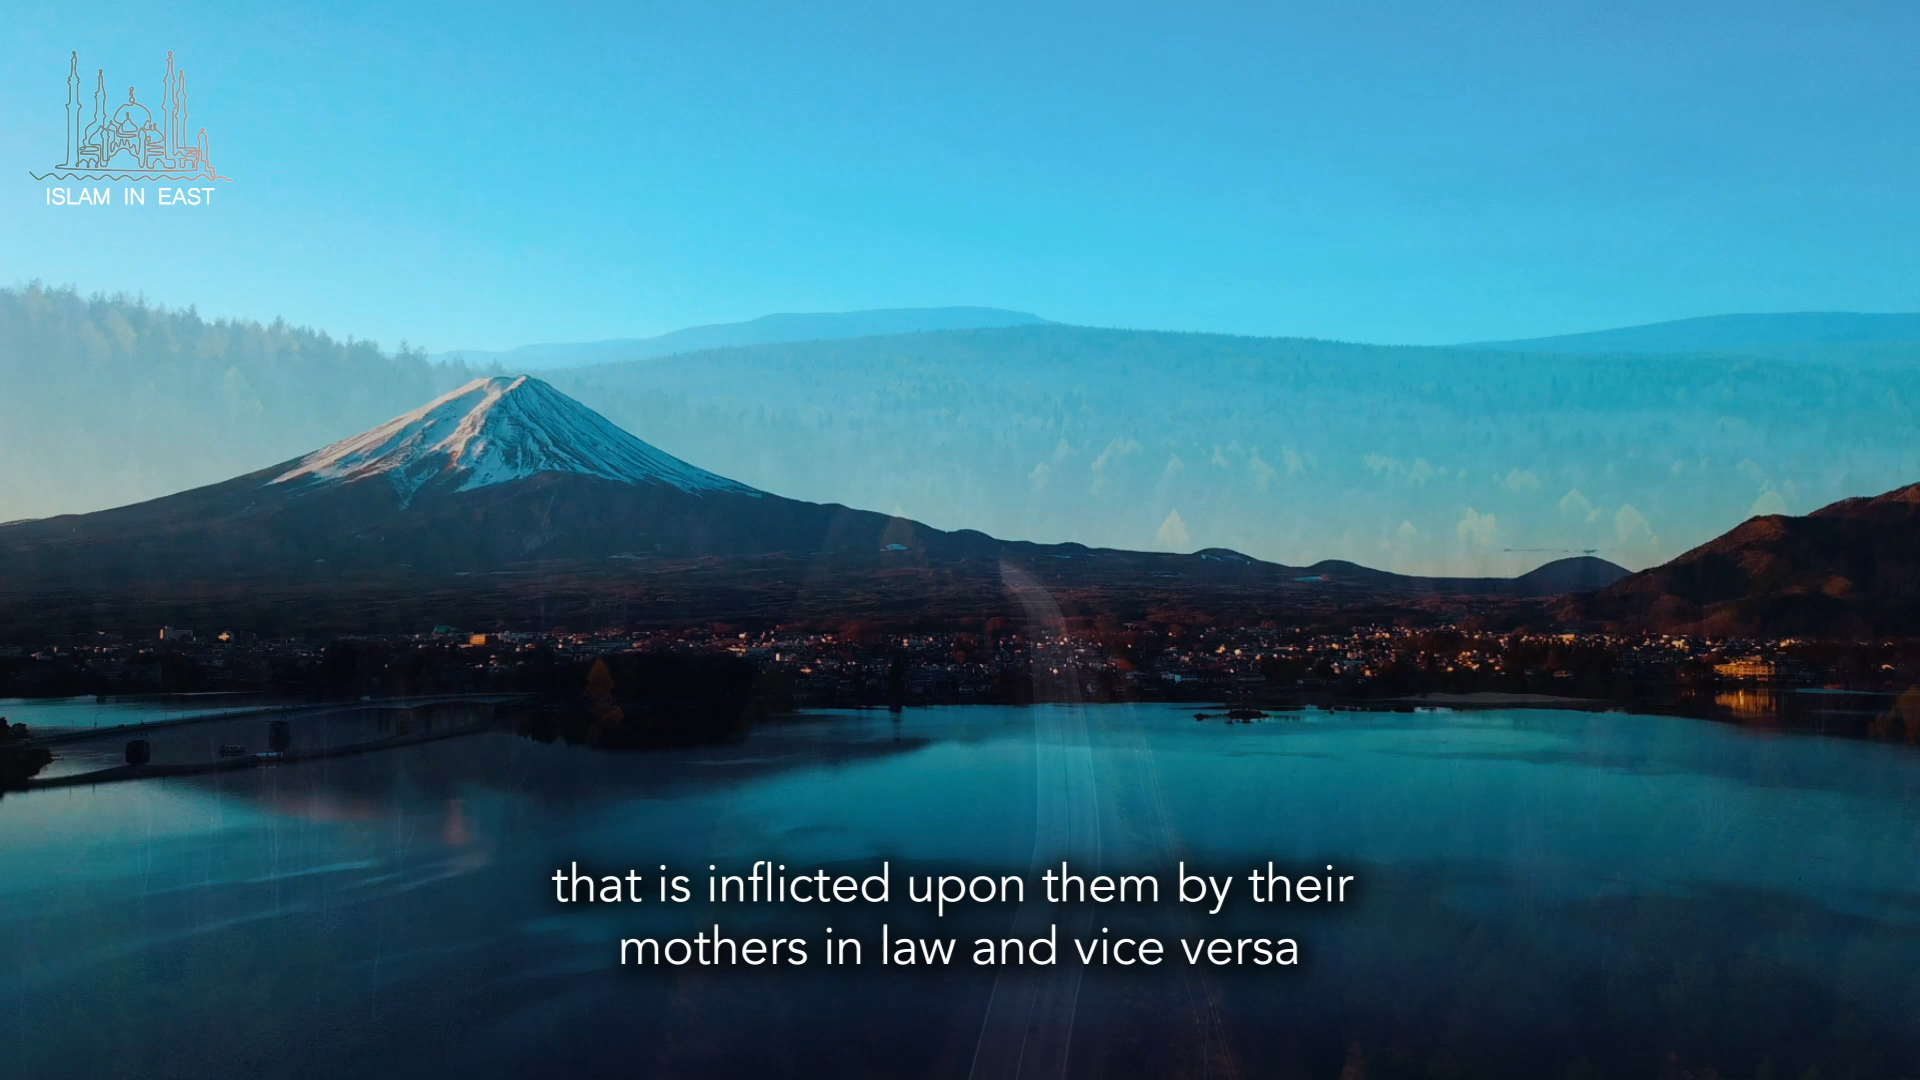 ISLAM IN EAST
that is inflicted upon them by their
mothers in law and vice versa